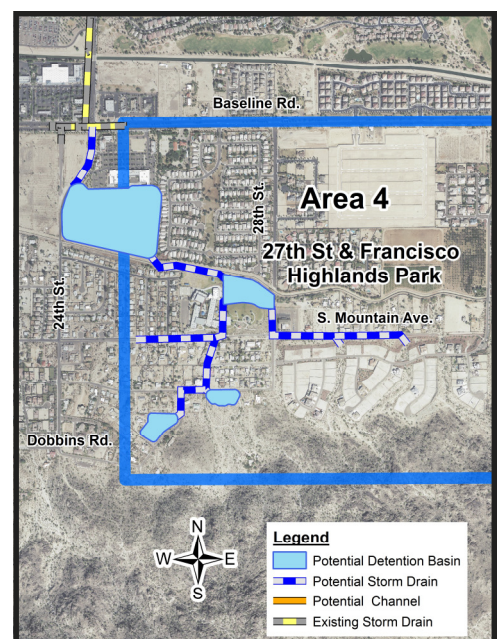 Baseline Rd.
Area 4
28th St.
27th St & Francisco
Highlands Park
24th St.
S. Mountain Ave.
Dobbins Rd.
N
W E
S
Legend
Potential Detention Basin
Potential Storm Drain
Potential Channel
Existing Storm Drain